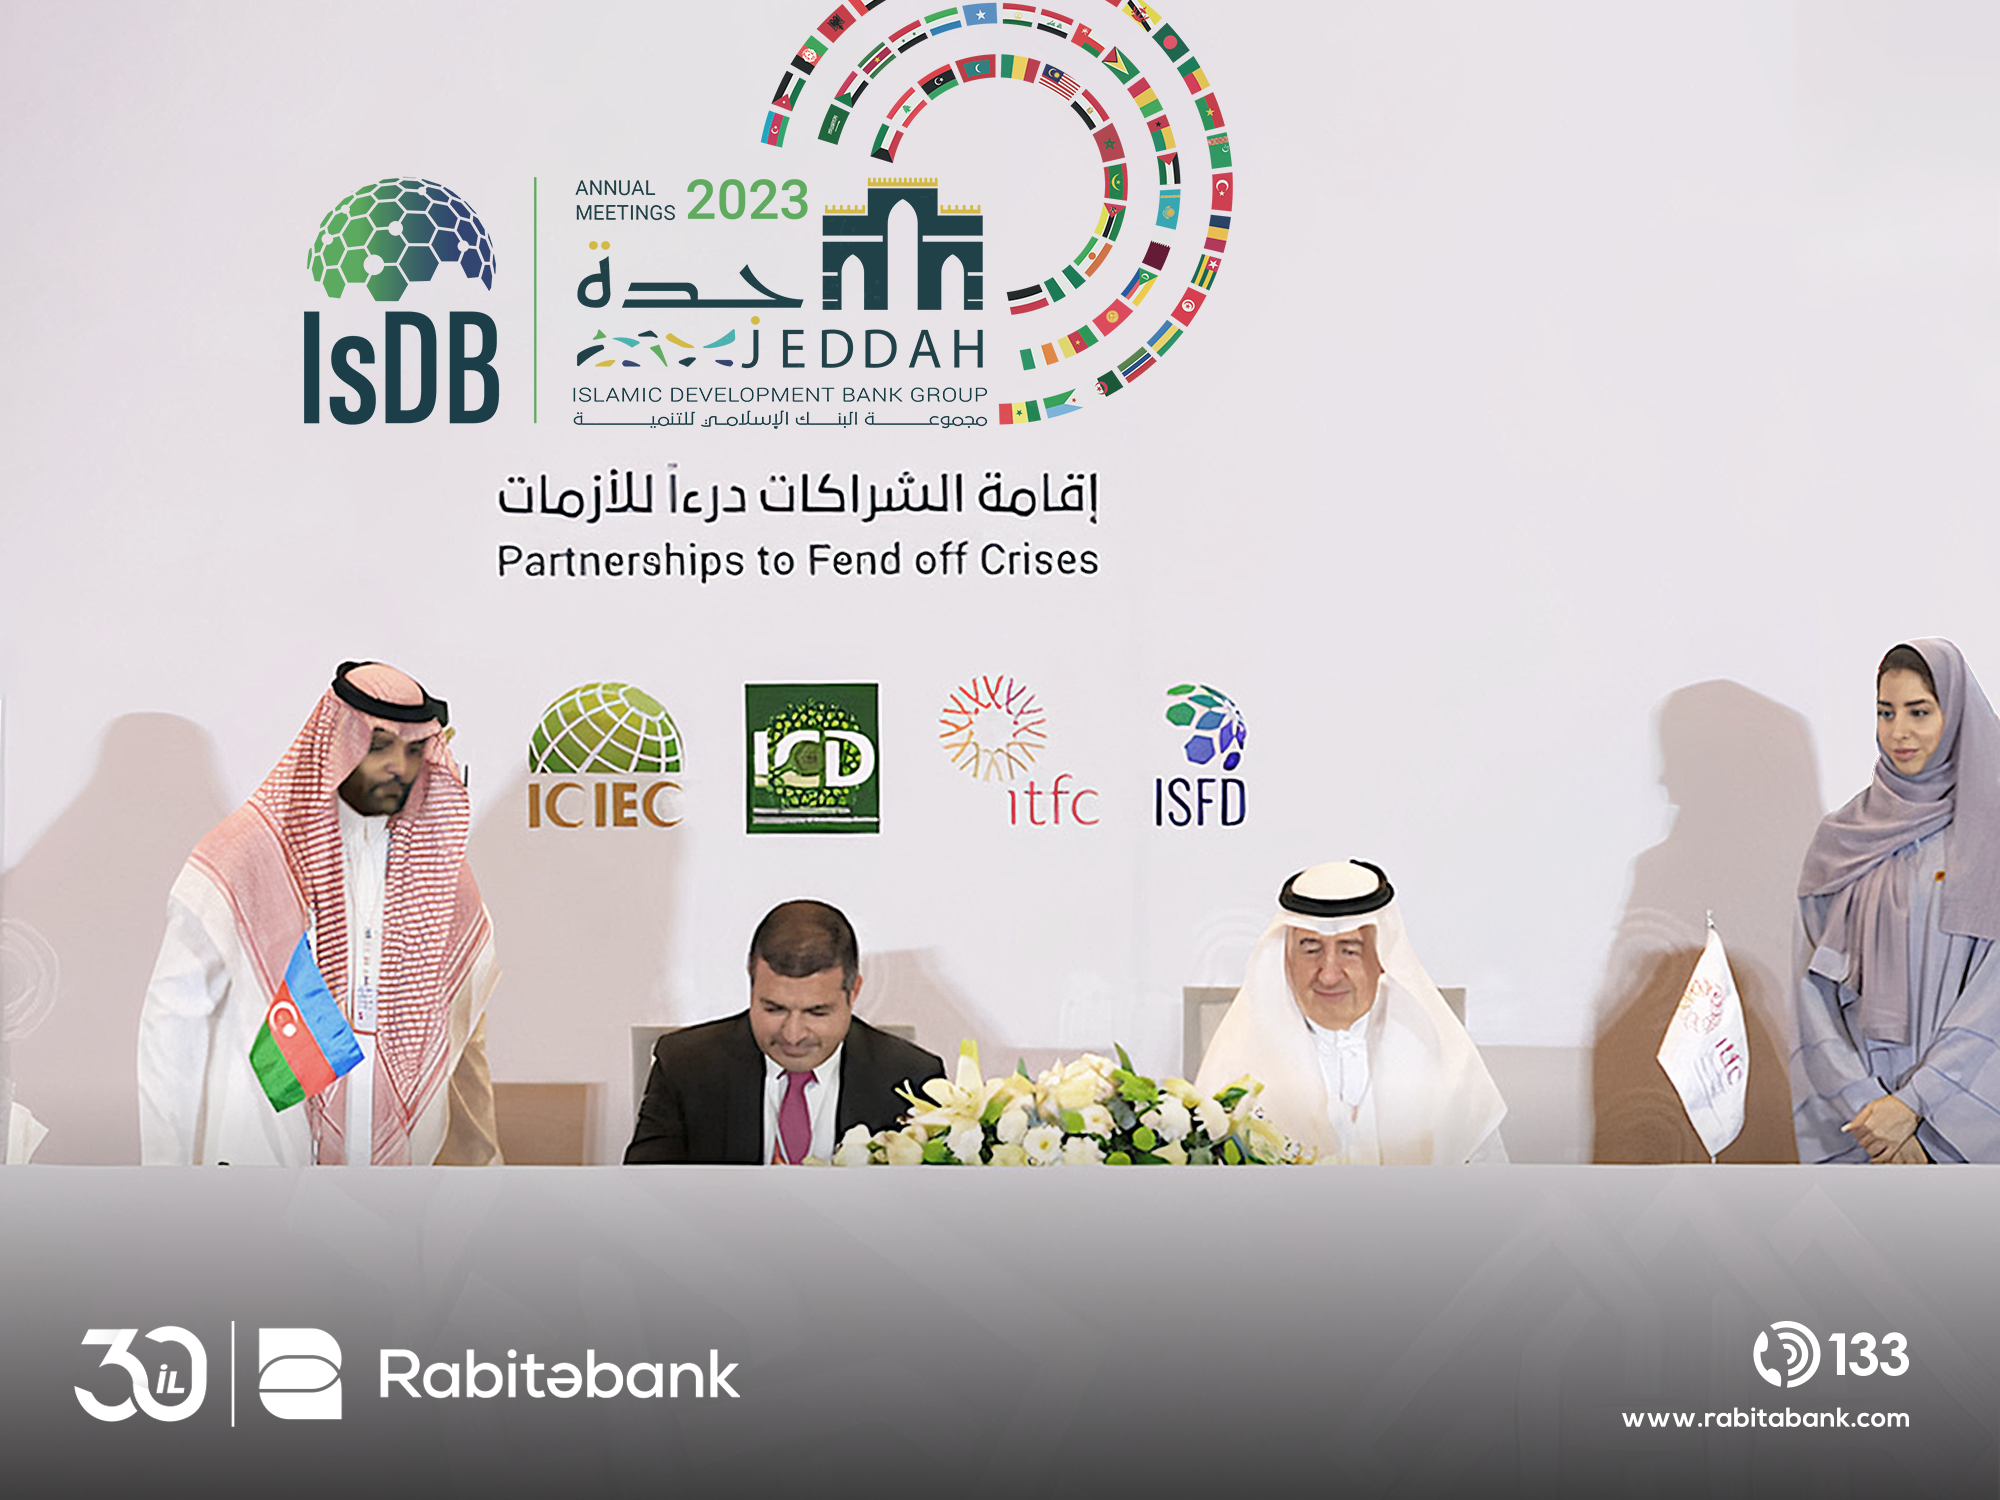 ANNUAL
MEETINGS 2023
جدة
JEDDAH
IsDB
ISLAMIC DEVELOPMENT BANK GROUP
مجموعة البنك الإسلامي للتنمية
إقامة الشراكات درءاً للأزمات
Partnerships to Fend off Crises
ICIEC
ICD
itfc
ISFD
itfc
30 iL
Rabitəbank
133
www.rabitabank.com